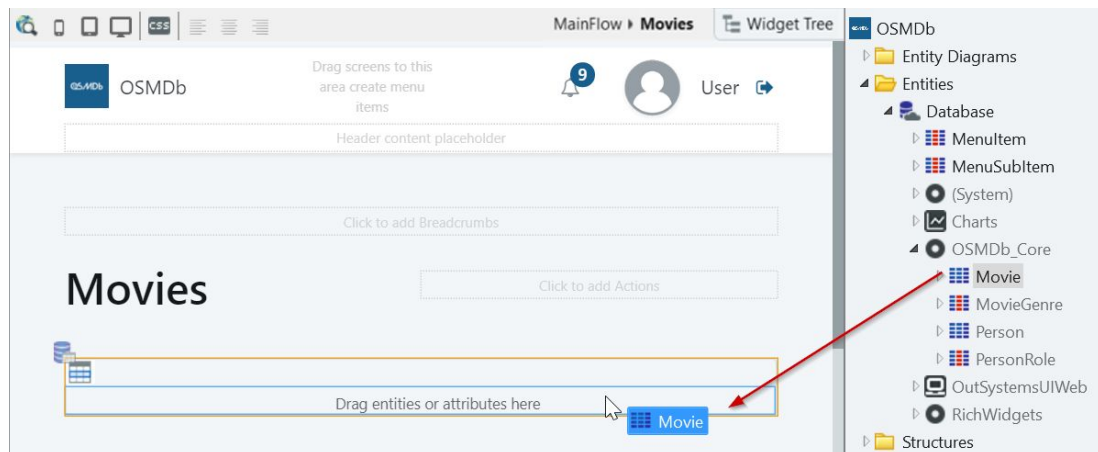 CSS
MainFlow ▸ Movies
Widget Tree
OSMDb
OSMDb
Drag screens to this
area create menu
items
9
User
Header content placeholder
Click to add Breadcrumbs
Movies
Click to add Actions
Drag entities or attributes here
Movie
OSMDb
Entity Diagrams
Entities
Database
MenuItem
MenuSubItem
(System)
Charts
OSMDb_Core
Movie
MovieGenre
Person
PersonRole
OutSystemsUIWeb
RichWidgets
Structures